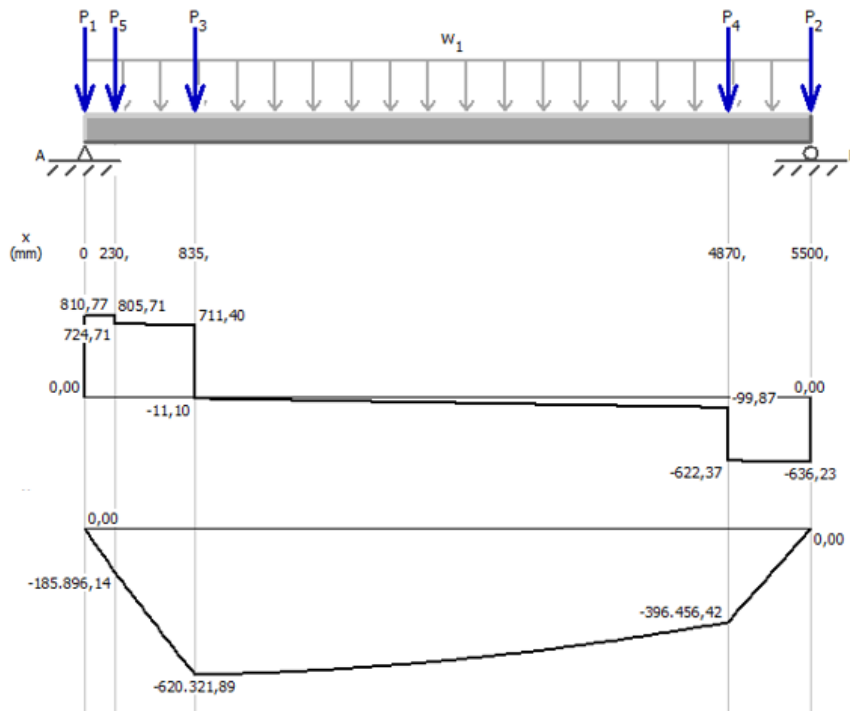 P1 P5 P3 P4 P2
w1
A
x
(mm) 0 230, 835, 4870, 5500,
810,77 805,71
711,40
724,71
0,00 0,00
-99,87
-11,10
-622,37 -636,23
0,00
0,00
-185.896,14
-396.456,42
-620.321,89